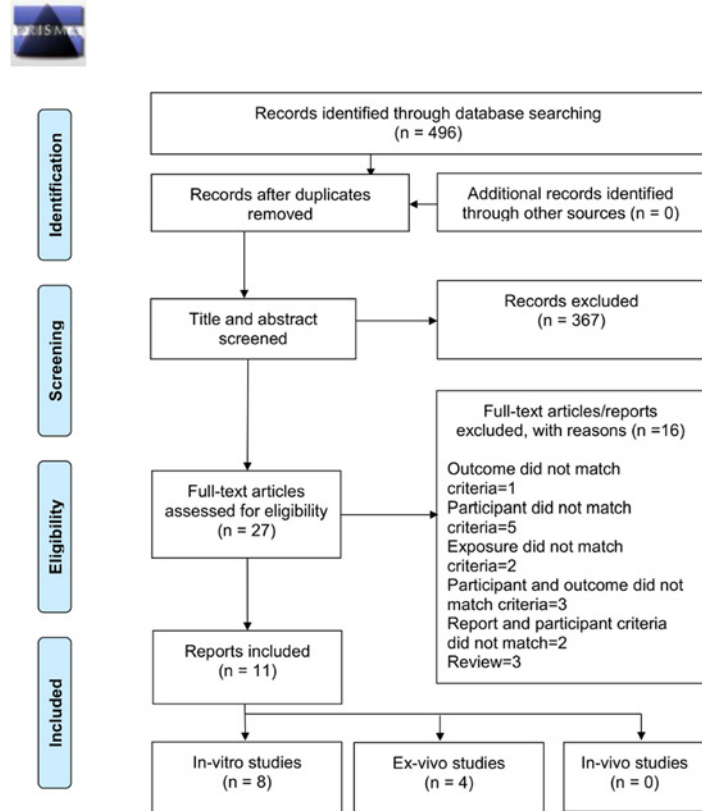 PRISMA
Identification
Records identified through database searching
(n = 496)
Records after duplicates
removed
Additional records identified
through other sources (n = 0)
Screening
Title and abstract
screened
Records excluded
(n = 367)
Eligibility
Full-text articles
assessed for eligibility
(n = 27)
Full-text articles/reports
excluded, with reasons (n =16)
Outcome did not match
criteria=1
Participant did not match
criteria=5
Exposure did not match
criteria=2
Participant and outcome did not
match criteria=3
Report and participant criteria
did not match=2
Review=3
Included
Reports included
(n = 11)
In-vitro studies
(n = 8)
Ex-vivo studies
(n = 4)
In-vivo studies
(n = 0)